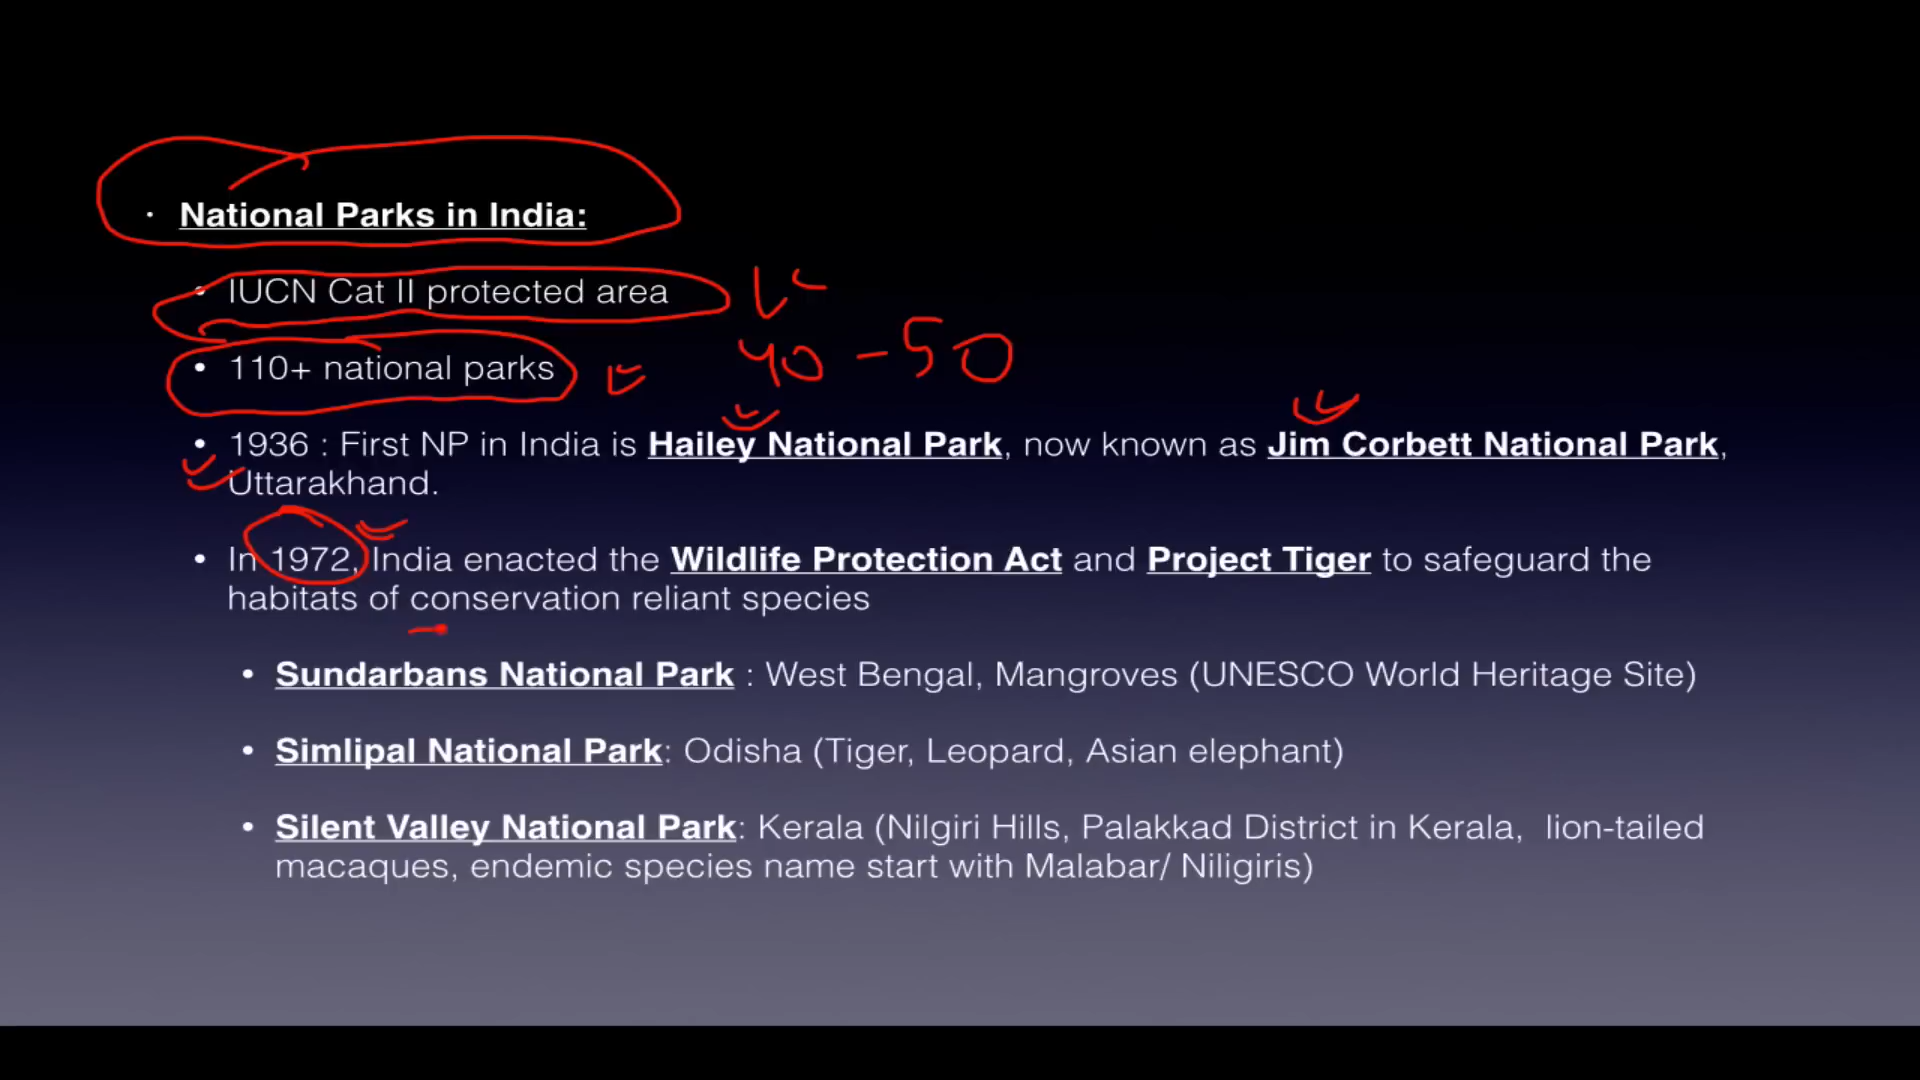 • National Parks in India:
• IUCN Cat II protected area
• 110+ national parks
40-50
• 1936 : First NP in India is Hailey National Park, now known as Jim Corbett National Park,
Uttarakhand.
• In 1972, India enacted the Wildlife Protection Act and Project Tiger to safeguard the
habitats of conservation reliant species
• Sundarbans National Park : West Bengal, Mangroves (UNESCO World Heritage Site)
• Simlipal National Park: Odisha (Tiger, Leopard, Asian elephant)
• Silent Valley National Park: Kerala (Nilgiri Hills, Palakkad District in Kerala, lion-tailed
macaques, endemic species name start with Malabar/ Niligiris)